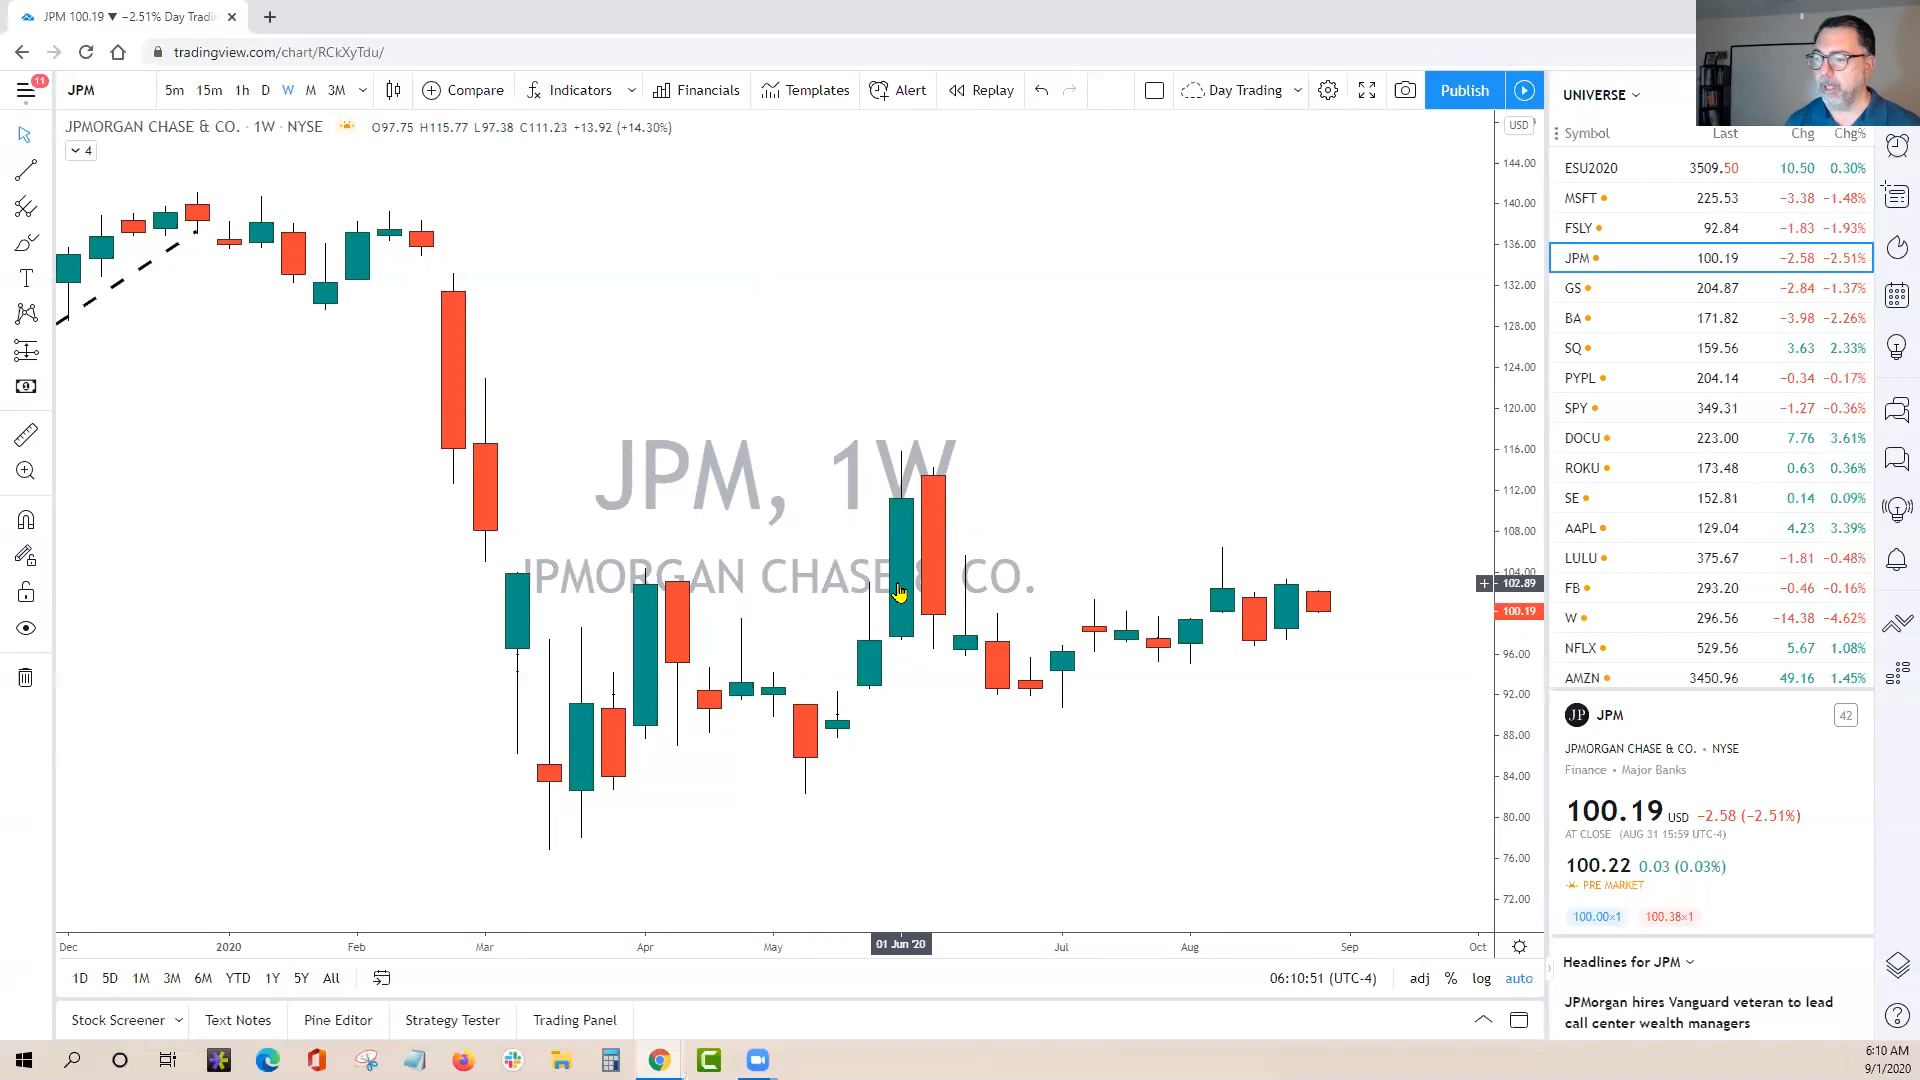 JPM 100.19 ▼ −2.51% Day Tradi
tradingview.com/chart/RCkXyTdu/
11
JPM 5m 15m 1h D W M 3M Compare Indicators Financials Templates Alert Replay Day Trading Publish
JPMORGAN CHASE & CO. · 1W · NYSE O97.75 H115.77 L97.38 C111.23 +13.92 (+14.30%)
4
USD
144.00
140.00
136.00
132.00
128.00
124.00
120.00
116.00
112.00
108.00
104.00
102.89
100.19
96.00
92.00
88.00
84.00
80.00
76.00
72.00
JPM, 1W
JPMORGAN CHASE & CO.
Dec 2020 Feb Mar Apr May 01 Jun '20 Jul Aug Sep Oct
1D 5D 1M 3M 6M YTD 1Y 5Y All 06:10:51 (UTC-4) adj % log auto
Stock Screener Text Notes Pine Editor Strategy Tester Trading Panel
UNIVERSE
Symbol Last Chg Chg%
ESU2020 3509.50 10.50 0.30%
MSFT 225.53 −3.38 −1.48%
FSLY 92.84 −1.83 −1.93%
JPM 100.19 −2.58 −2.51%
GS 204.87 −2.84 −1.37%
BA 171.82 −3.98 −2.26%
SQ 159.56 3.63 2.33%
PYPL 204.14 −0.34 −0.17%
SPY 349.31 −1.27 −0.36%
DOCU 223.00 7.76 3.61%
ROKU 173.48 0.63 0.36%
SE 152.81 0.14 0.09%
AAPL 129.04 4.23 3.39%
LULU 375.67 −1.81 −0.48%
FB 293.20 −0.46 −0.16%
W 296.56 −14.38 −4.62%
NFLX 529.56 5.67 1.08%
AMZN 3450.96 49.16 1.45%
JP JPM 42
JPMORGAN CHASE & CO. • NYSE
Finance • Major Banks
100.19 USD −2.58 (−2.51%)
AT CLOSE (AUG 31 15:59 UTC-4)
100.22 0.03 (0.03%)
PRE MARKET
100.00×1 100.38×1
Headlines for JPM
JPMorgan hires Vanguard veteran to lead
call center wealth managers
6:10 AM
9/1/2020